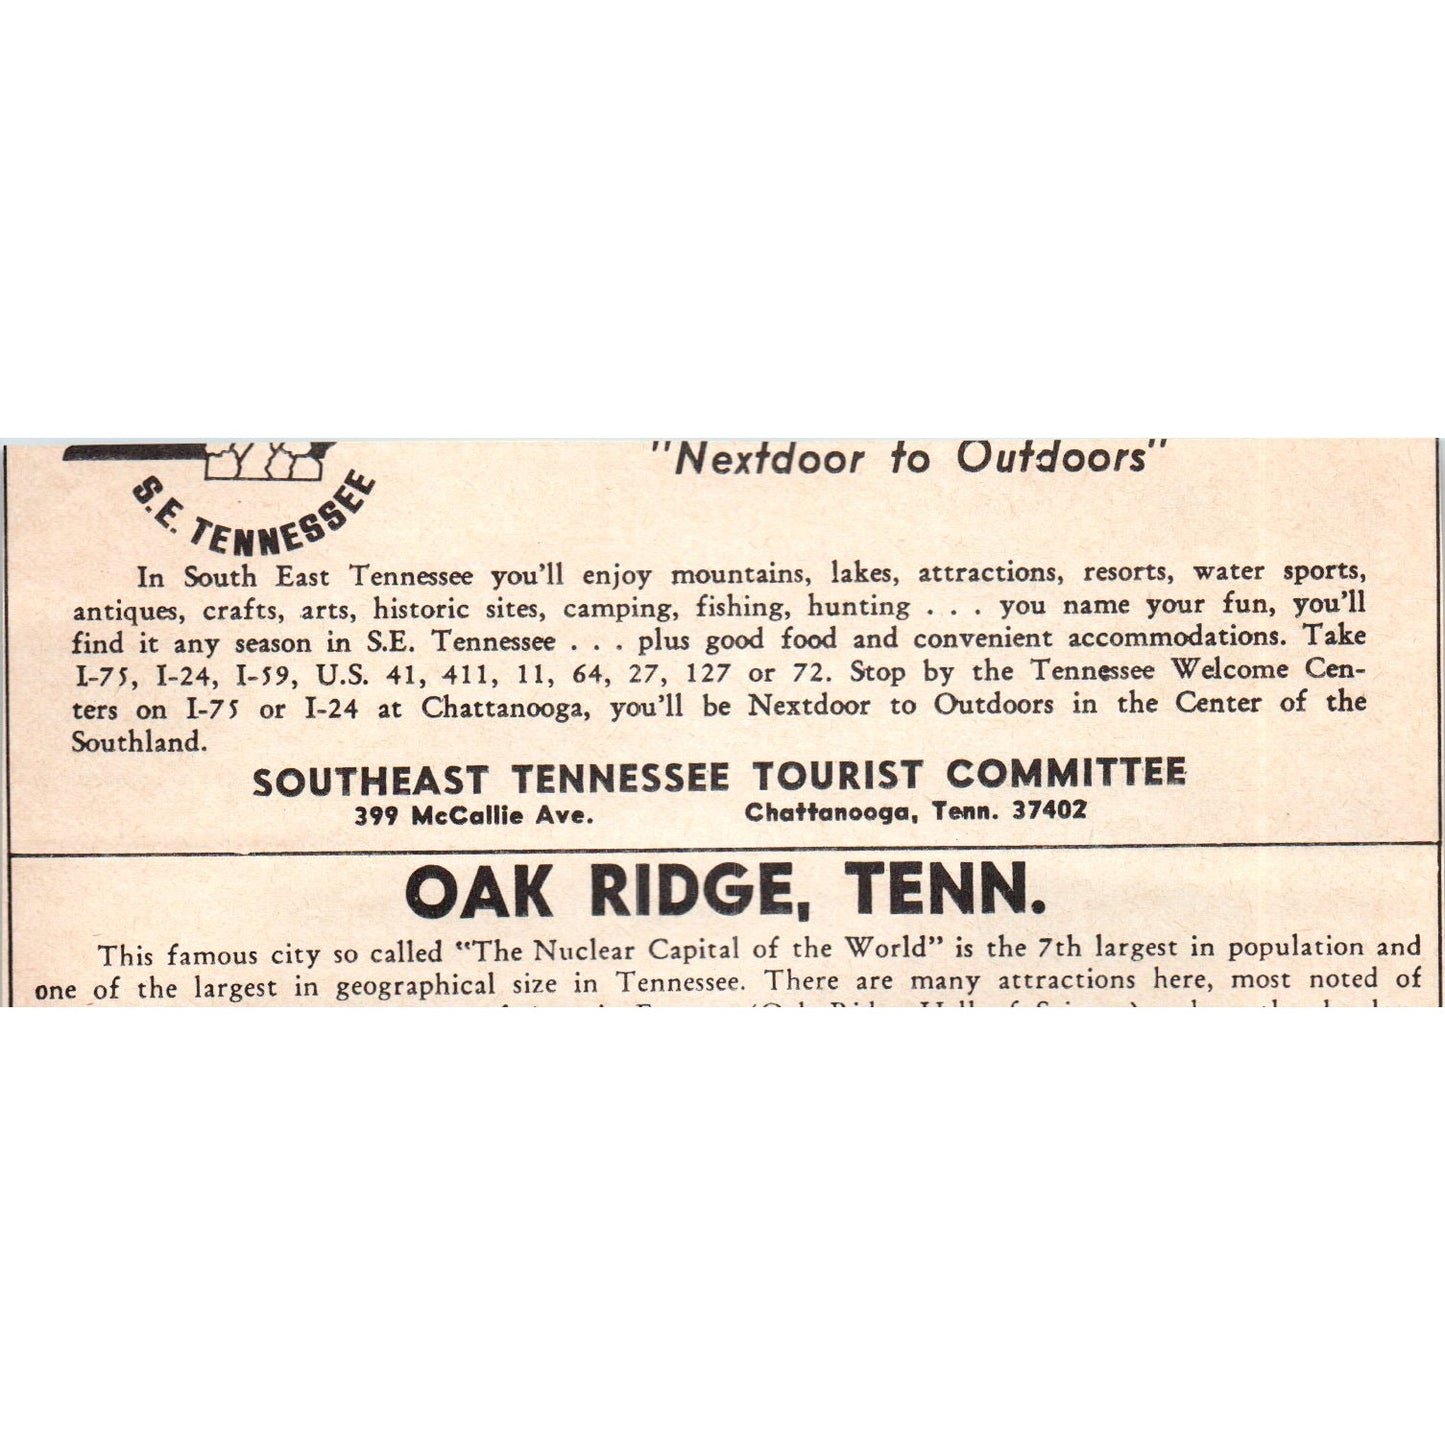 "Nextdoor to Outdoors"
S.E. TENNESSEE
In South East Tennessee you'll enjoy mountains, lakes, attractions, resorts, water sports,
antiques, crafts, arts, historic sites, camping, fishing, hunting . . . you name your fun, you'll
find it any season in S.E. Tennessee . . . plus good food and convenient accommodations. Take
I-75, I-24, I-59, U.S. 41, 411, 11, 64, 27, 127 or 72. Stop by the Tennessee Welcome Cen-
ters on I-75 or I-24 at Chattanooga, you'll be Nextdoor to Outdoors in the Center of the
Southland.
SOUTHEAST TENNESSEE TOURIST COMMITTEE
399 McCallie Ave. Chattanooga, Tenn. 37402
OAK RIDGE, TENN.
This famous city so called "The Nuclear Capital of the World" is the 7th largest in population and
one of the largest in geographical size in Tennessee. There are many attractions here, most noted of